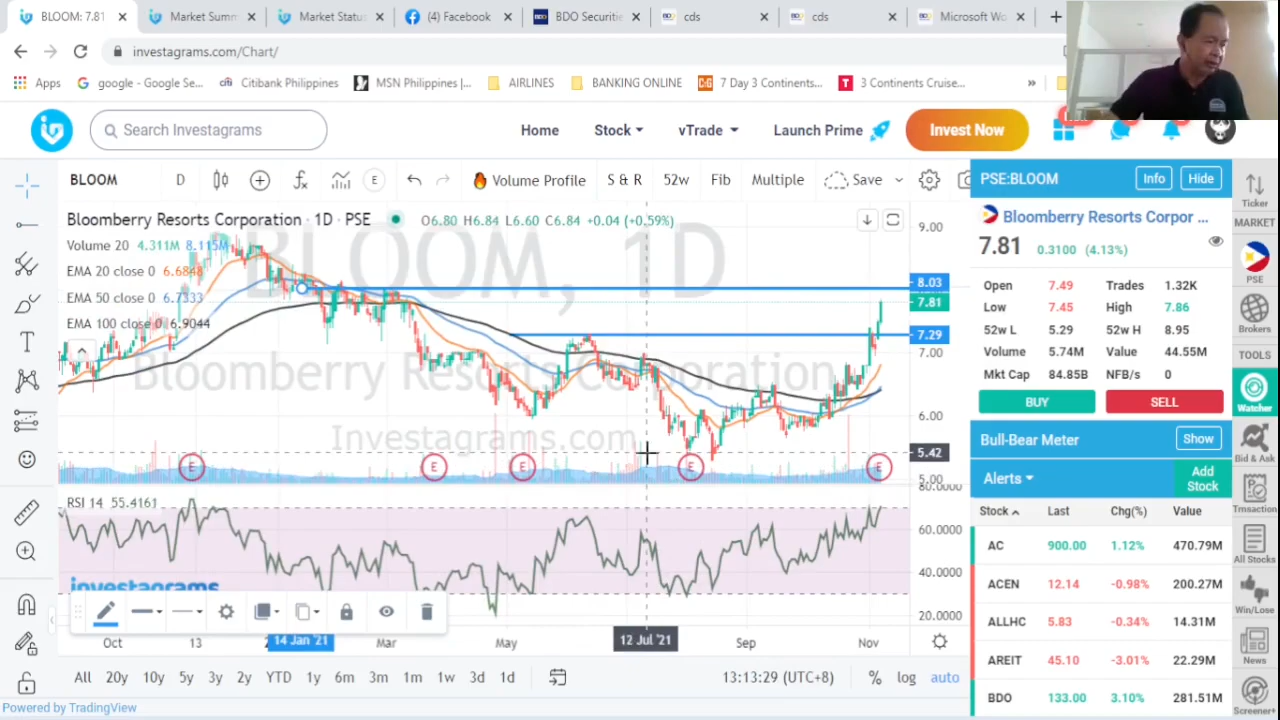 BLOOM: 7.81
Market Summ
Market Statu
(4) Facebook
BDO Securitie
cds
cds
Microsoft Wo
investagrams.com/Chart/
Apps
google - Google Se...
Citibank Philippines
MSN Philippines |...
AIRLINES
BANKING ONLINE
7 Day 3 Continents...
3 Continents Cruise...
»
Search Investagrams
Home
Stock
vTrade
Launch Prime
Invest Now
BLOOM
D
E
Volume Profile
S & R
52w
Fib
Multiple
Save
Bloomberry Resorts Corporation · 1D · PSE
O6.80 H6.84 L6.60 C6.84 +0.04 (+0.59%)
Volume 20 4.311M 8.115M
EMA 20 close 0 6.6848
EMA 50 close 0 6.7333
EMA 100 close 0 6.9044
BLOOM, 1D
Bloomberry Resorts Corporation
Investagrams.com
9.00
8.03
7.81
7.29
7.00
6.00
5.42
5.00
E
E
E
E
E
RSI 14 55.4161
80.0000
60.0000
40.0000
20.0000
investagrams
Oct
13
14 Jan '21
Mar
May
12 Jul '21
Sep
Nov
All
20y
10y
5y
3y
2y
YTD
1y
6m
3m
1m
1w
3d
1d
13:13:29 (UTC+8)
%
log
auto
Powered by TradingView
PSE:BLOOM
Info
Hide
Bloomberry Resorts Corpor ...
7.81 0.3100 (4.13%)
Open 7.49 Trades 1.32K
Low 7.45 High 7.86
52w L 5.29 52w H 8.95
Volume 5.74M Value 44.55M
Mkt Cap 84.85B NFB/s 0
BUY
SELL
Bull-Bear Meter
Show
Alerts
Add
Stock
Stock Last Chg(%) Value
AC 900.00 1.12% 470.79M
ACEN 12.14 -0.98% 200.27M
ALLHC 5.83 -0.34% 14.31M
AREIT 45.10 -3.01% 22.29M
BDO 133.00 3.10% 281.51M
Ticker
MARKET
PSE
Brokers
TOOLS
Watcher
Bid & Ask
Trnsaction
All Stocks
Win/Lose
News
Screener+